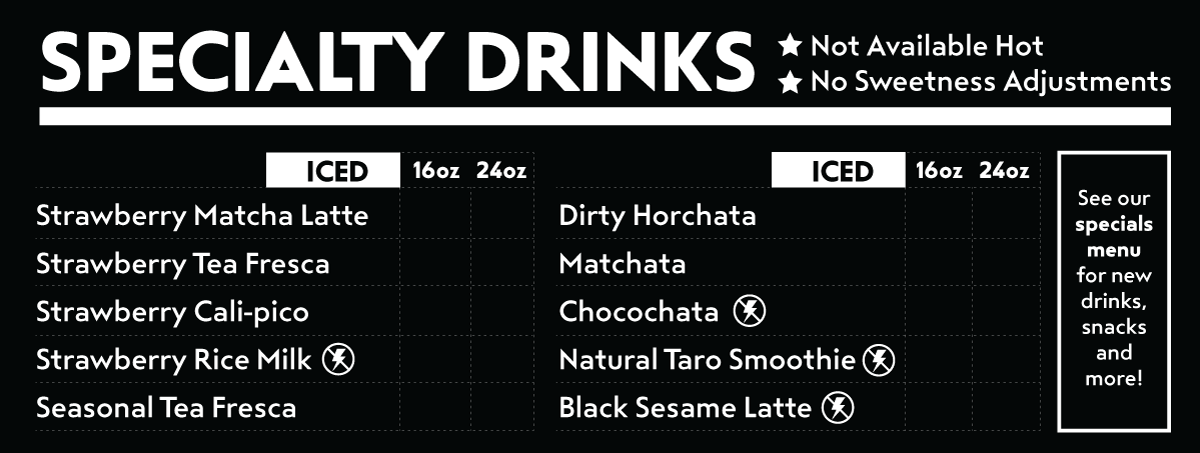 SPECIALTY DRINKS
★ Not Available Hot
★ No Sweetness Adjustments
ICED 16oz 24oz
Strawberry Matcha Latte
Strawberry Tea Fresca
Strawberry Cali-pico
Strawberry Rice Milk
Seasonal Tea Fresca
ICED 16oz 24oz
Dirty Horchata
Matchata
Chocochata
Natural Taro Smoothie
Black Sesame Latte
See our
specials
menu
for new
drinks,
snacks
and
more!